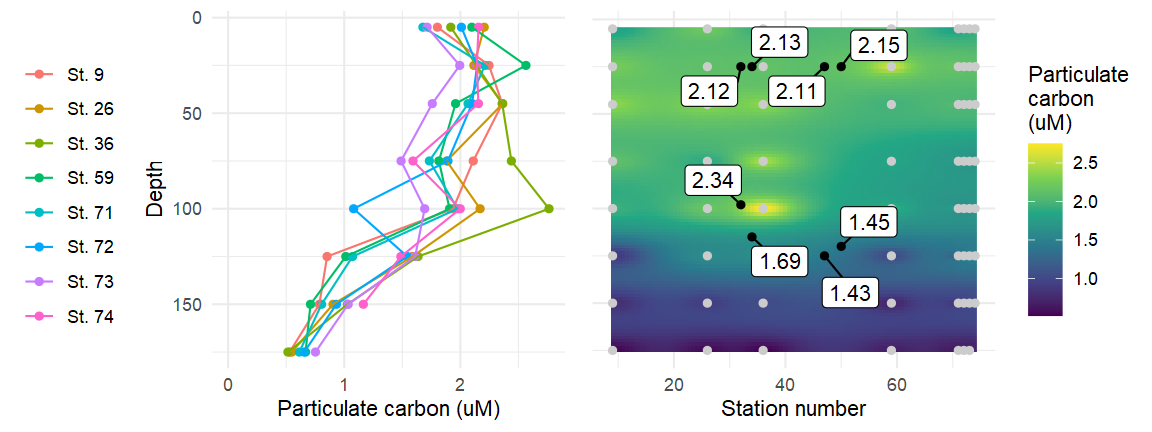 St. 9
St. 26
St. 36
St. 59
St. 71
St. 72
St. 73
St. 74
Depth
0
50
100
150
0
1
2
Particulate carbon (uM)
2.13
2.15
2.12
2.11
2.34
1.45
1.69
1.43
20
40
60
Station number
Particulate
carbon
(uM)
2.5
2.0
1.5
1.0